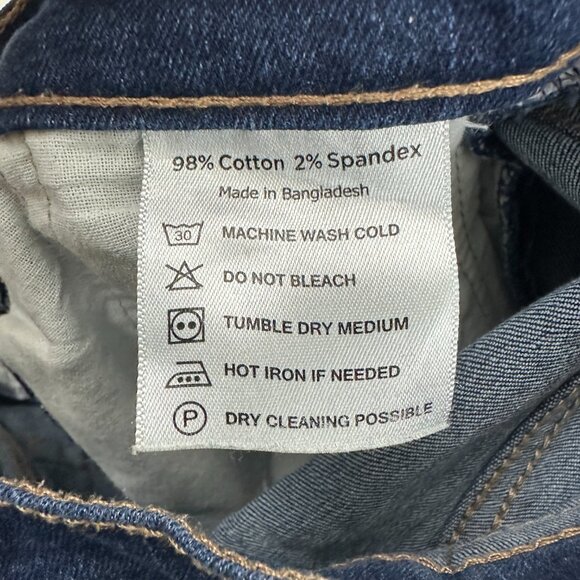 98% Cotton 2% Spandex
Made in Bangladesh
30 MACHINE WASH COLD
DO NOT BLEACH
TUMBLE DRY MEDIUM
HOT IRON IF NEEDED
P DRY CLEANING POSSIBLE